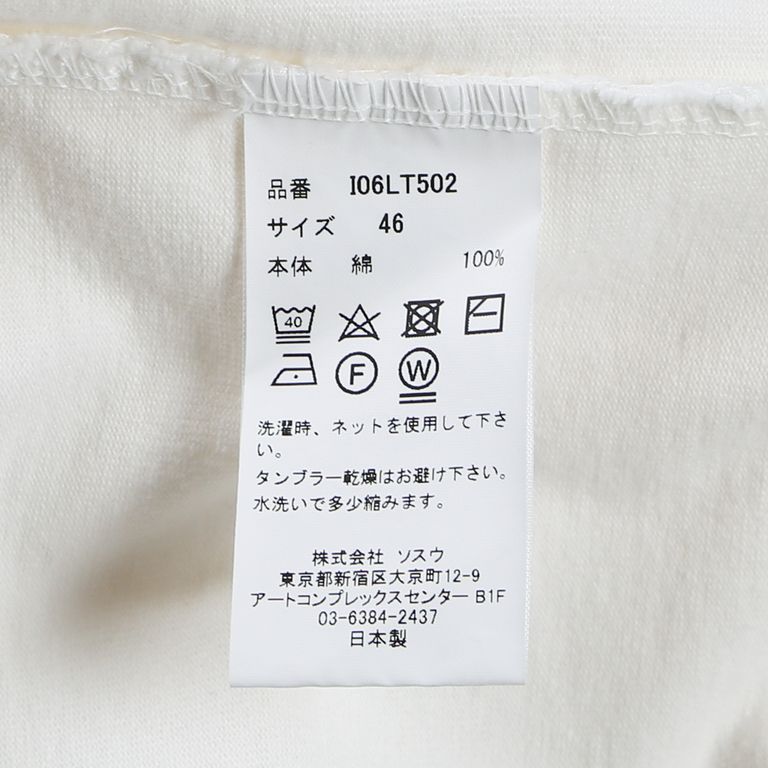 品番 I06LT502
サイズ 46
本体 綿 100%
40
F W
洗濯時、ネットを使用して下さ
い。
タンブラー乾燥はお避け下さい。
水洗いで多少縮みます。
株式会社 ソスウ
東京都新宿区大京町12-9
アートコンプレックスセンター B1F
03-6384-2437
日本製